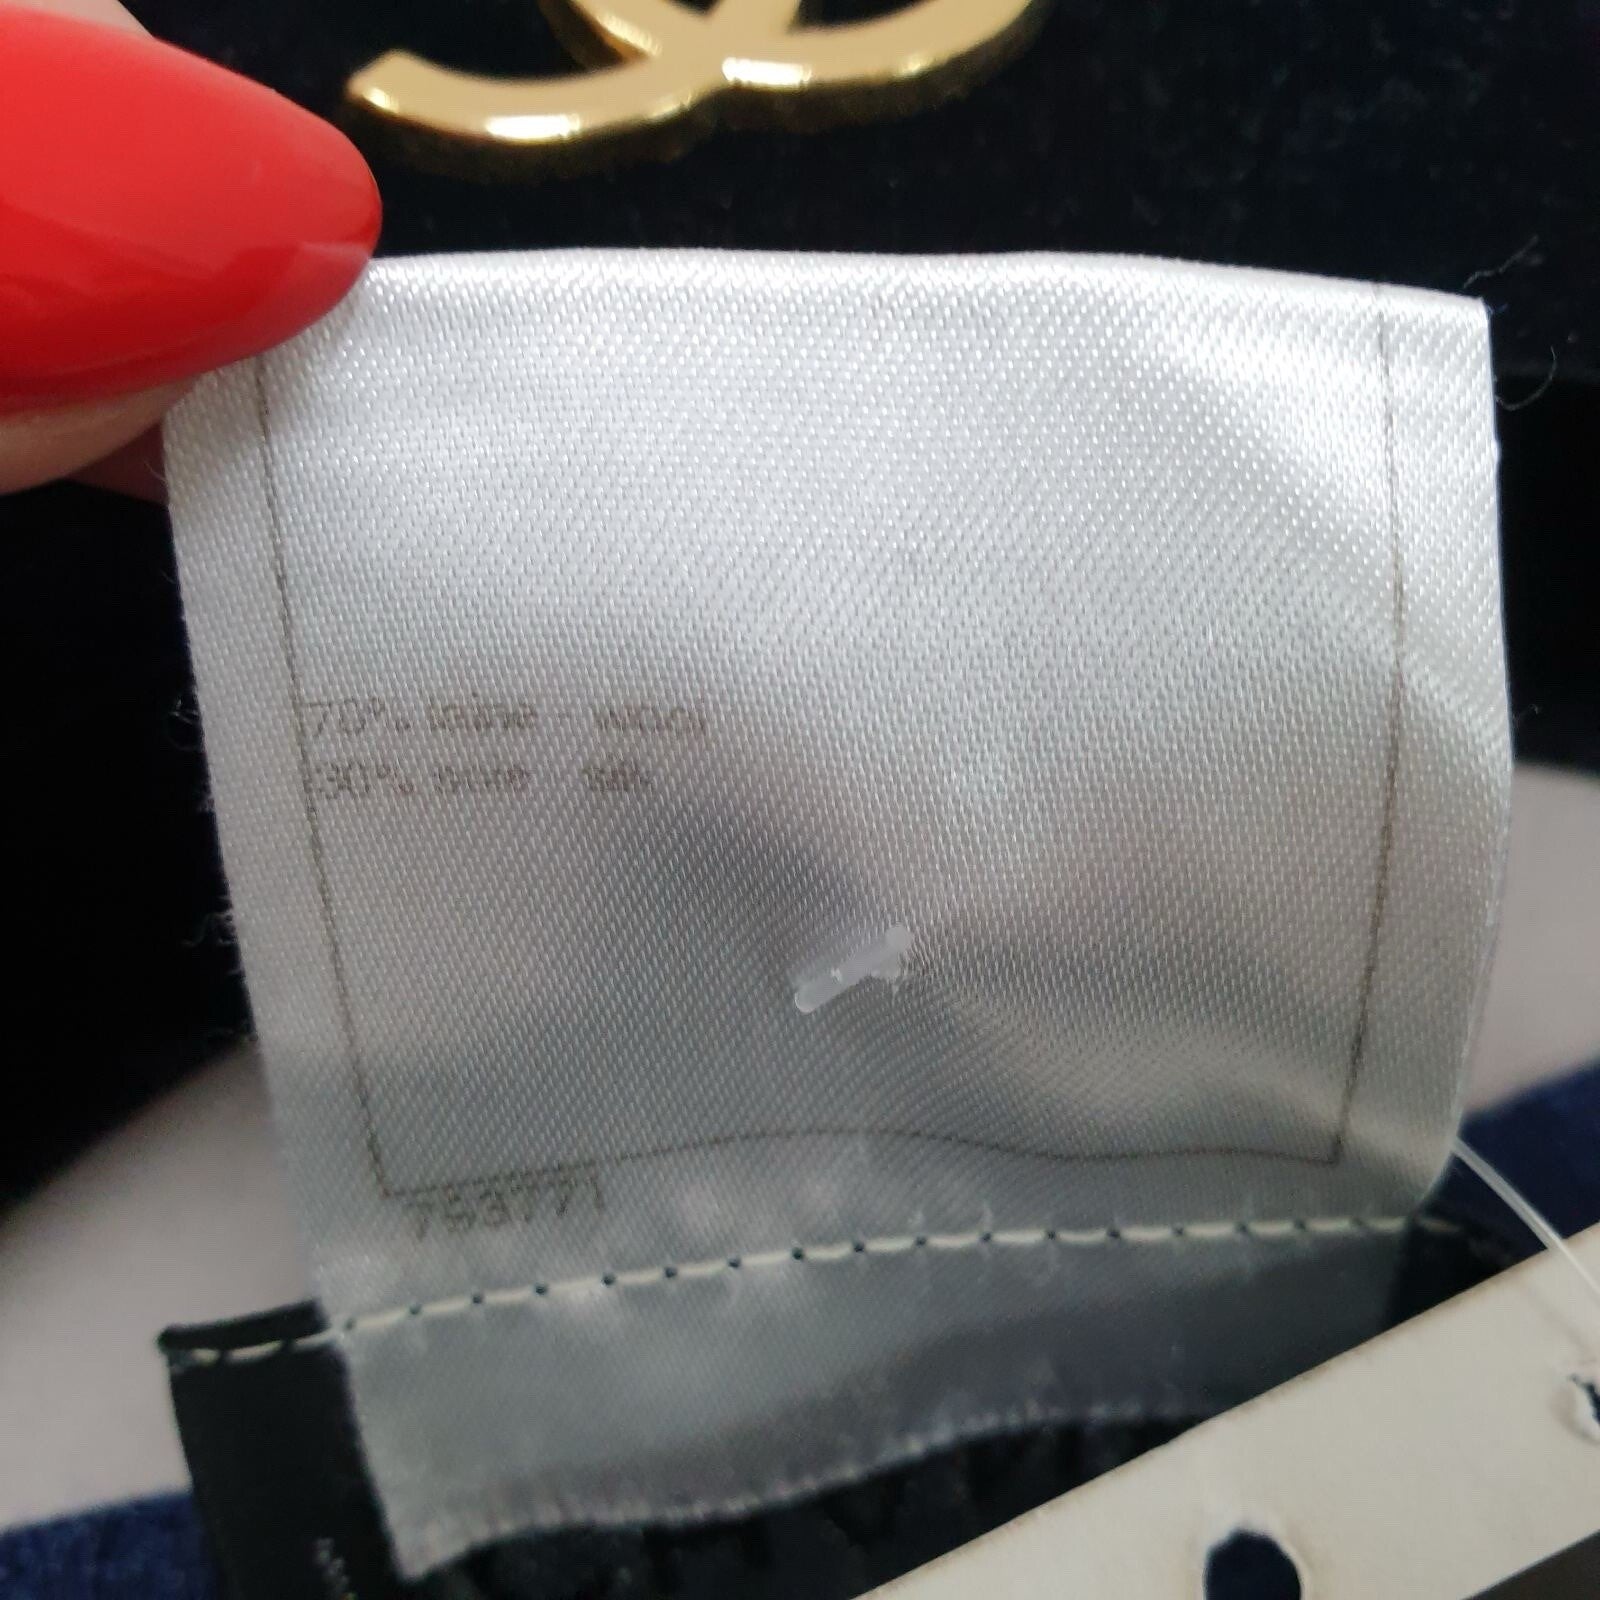 70% laine - wool
30% soie - silk
753771